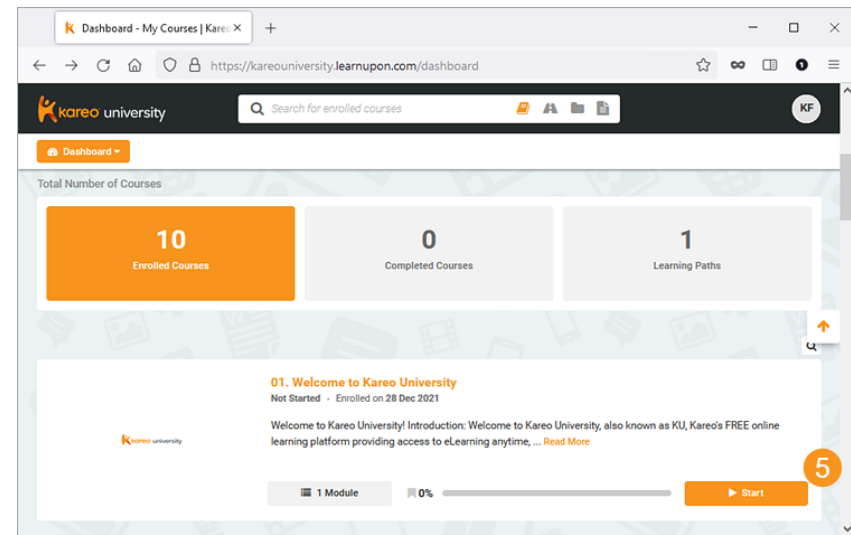 Dashboard - My Courses | Kareo
https://kareouniversity.learnupon.com/dashboard
kareo university
Search for enrolled courses
KF
Dashboard
Total Number of Courses
10
Enrolled Courses
0
Completed Courses
1
Learning Paths
01. Welcome to Kareo University
Not Started - Enrolled on 28 Dec 2021
Welcome to Kareo University! Introduction: Welcome to Kareo University, also known as KU, Kareo's FREE online
learning platform providing access to eLearning anytime, ... Read More
kareo university
5
1 Module
0%
Start